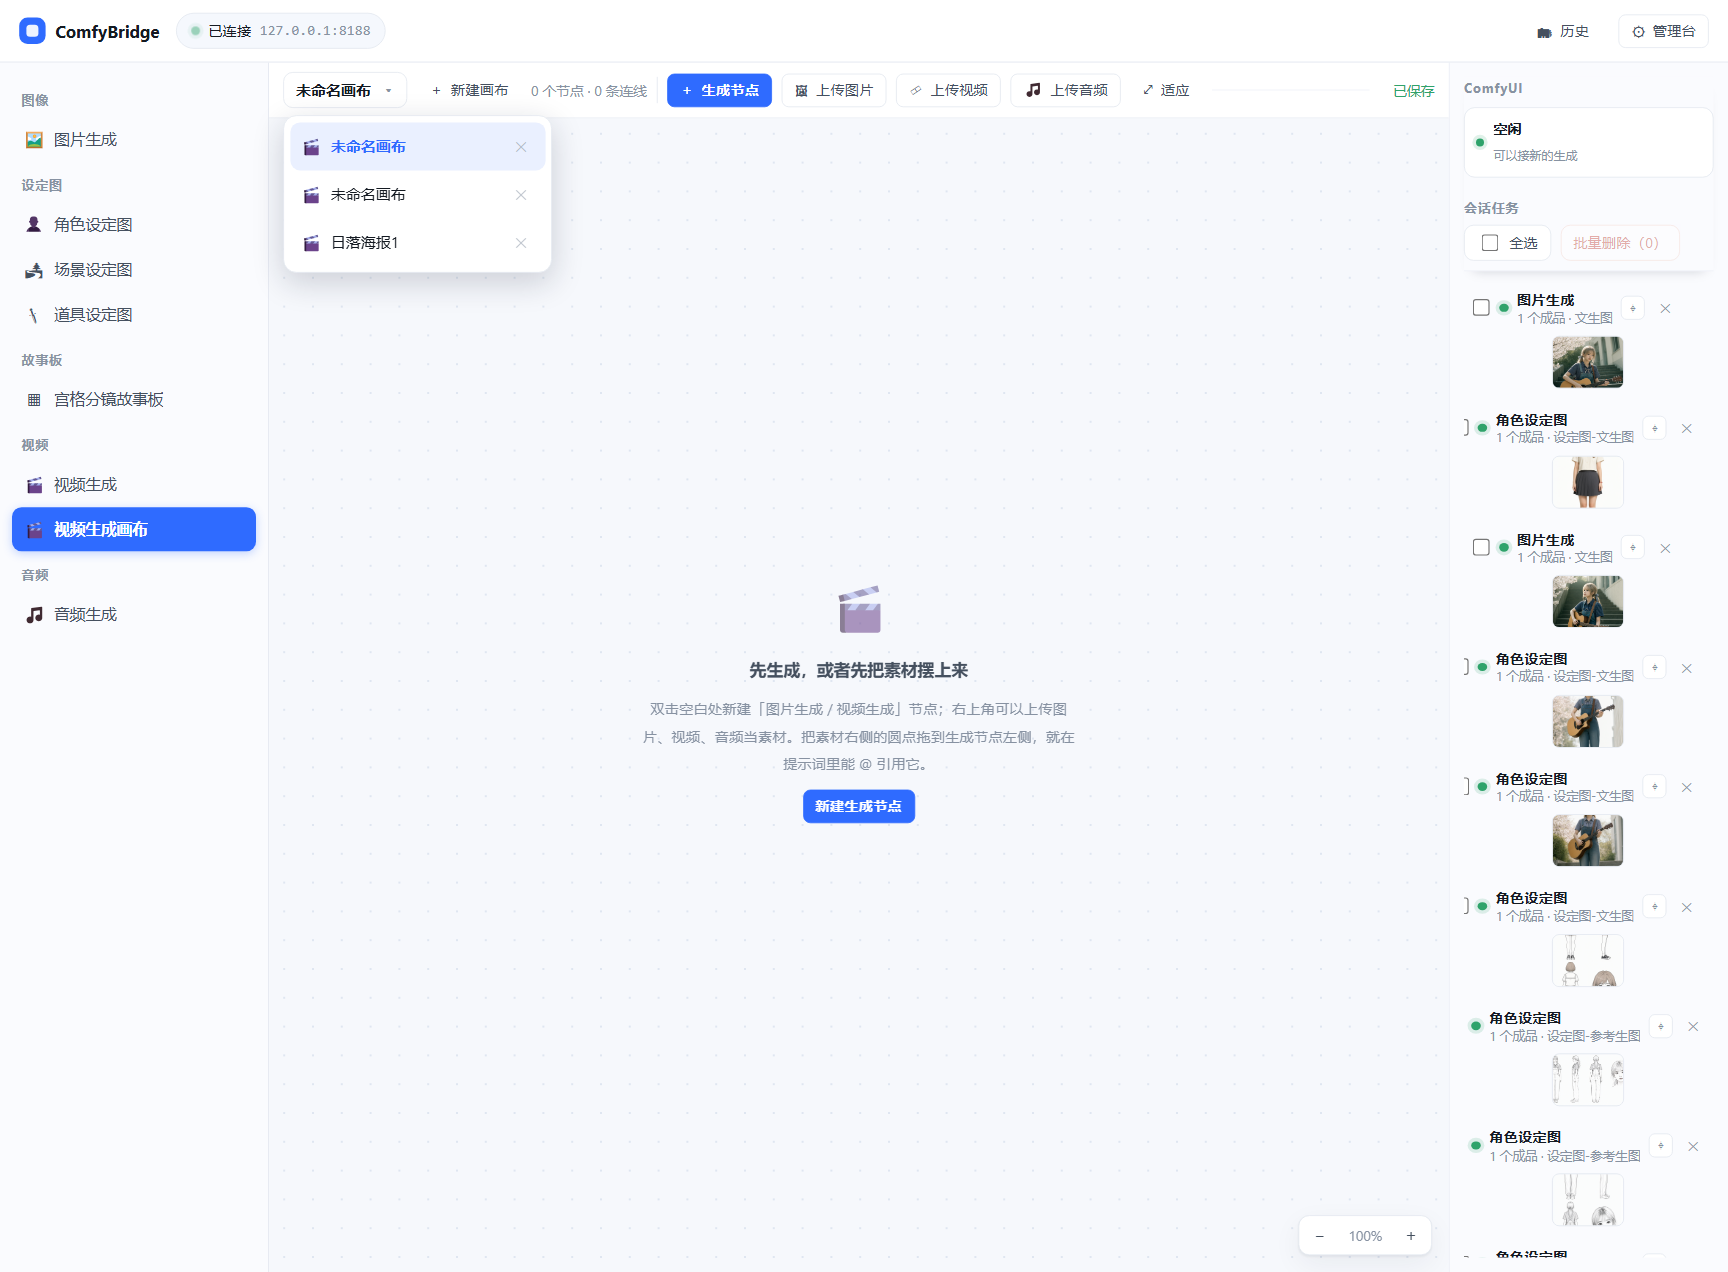 ComfyBridge
已连接 127.0.0.1:8188
历史
管理台
图像
图片生成
设定图
角色设定图
场景设定图
道具设定图
故事板
宫格分镜故事板
视频
视频生成
视频生成画布
音频
音频生成
未命名画布
+ 新建画布
0 个节点 · 0 条连线
+ 生成节点
上传图片
上传视频
上传音频
适应
已保存
未命名画布
未命名画布
日落海报1
先生成，或者先把素材摆上来
双击空白处新建「图片生成 / 视频生成」节点；右上角可以上传图
片、视频、音频当素材。把素材右侧的圆点拖到生成节点左侧，就在
提示词里能 @ 引用它。
新建生成节点
− 100% +
ComfyUI
空闲
可以接新的生成
会话任务
全选
批量删除（0）
图片生成
1 个成品 · 文生图
角色设定图
1 个成品 · 设定图-文生图
图片生成
1 个成品 · 文生图
角色设定图
1 个成品 · 设定图-文生图
角色设定图
1 个成品 · 设定图-文生图
角色设定图
1 个成品 · 设定图-文生图
角色设定图
1 个成品 · 设定图-参考生图
角色设定图
1 个成品 · 设定图-参考生图
角色设定图